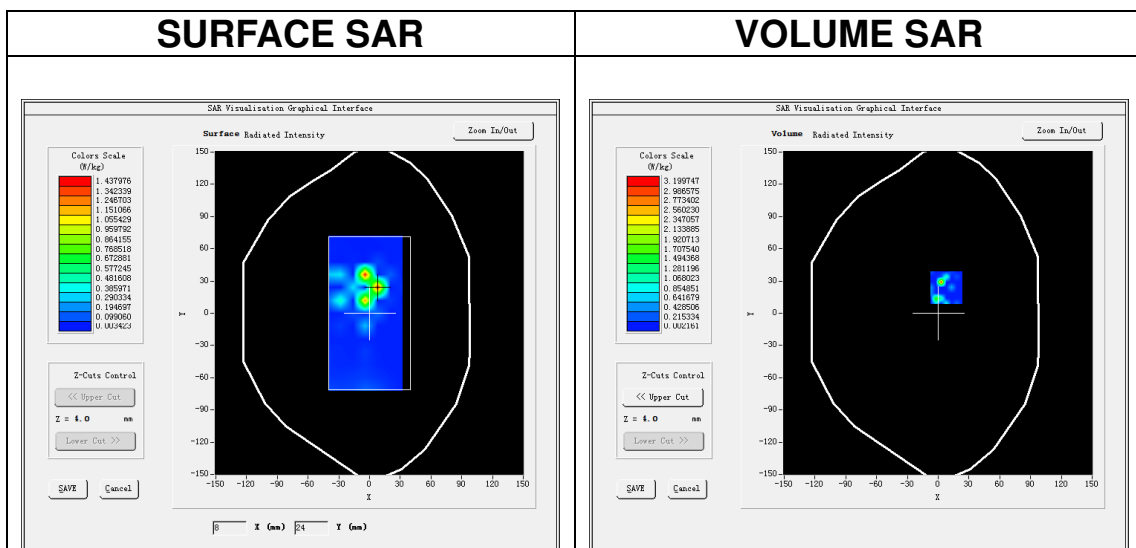 SURFACE SAR
VOLUME SAR
SAR Visualisation Graphical Interface
Surface Radiated Intensity
Zoom In/Out
Colors Scale
(W/kg)
1.437976
1.342339
1.246703
1.151066
1.055429
0.959792
0.864155
0.768518
0.672881
0.577245
0.481608
0.385971
0.290334
0.194697
0.099060
0.003423
Z-Cuts Control
<< Upper Cut
Z = 4.0 mm
Lower Cut >>
SAVE Cancel
150
120
90
60
30
0
-30
-60
-90
-120
-150
Y
-150 -120 -90 -60 -30 0 30 60 90 120 150
X
8 X (mm) 24 Y (mm)
SAR Visualisation Graphical Interface
Volume Radiated Intensity
Zoom In/Out
Colors Scale
(W/kg)
3.199747
2.986575
2.773402
2.560230
2.347057
2.133885
1.920713
1.707540
1.494368
1.281196
1.068023
0.854851
0.641679
0.428506
0.215334
0.002161
Z-Cuts Control
<< Upper Cut
Z = 4.0 mm
Lower Cut >>
SAVE Cancel
150
120
90
60
30
0
-30
-60
-90
-120
-150
Y
-150 -120 -90 -60 -30 0 30 60 90 120 150
X